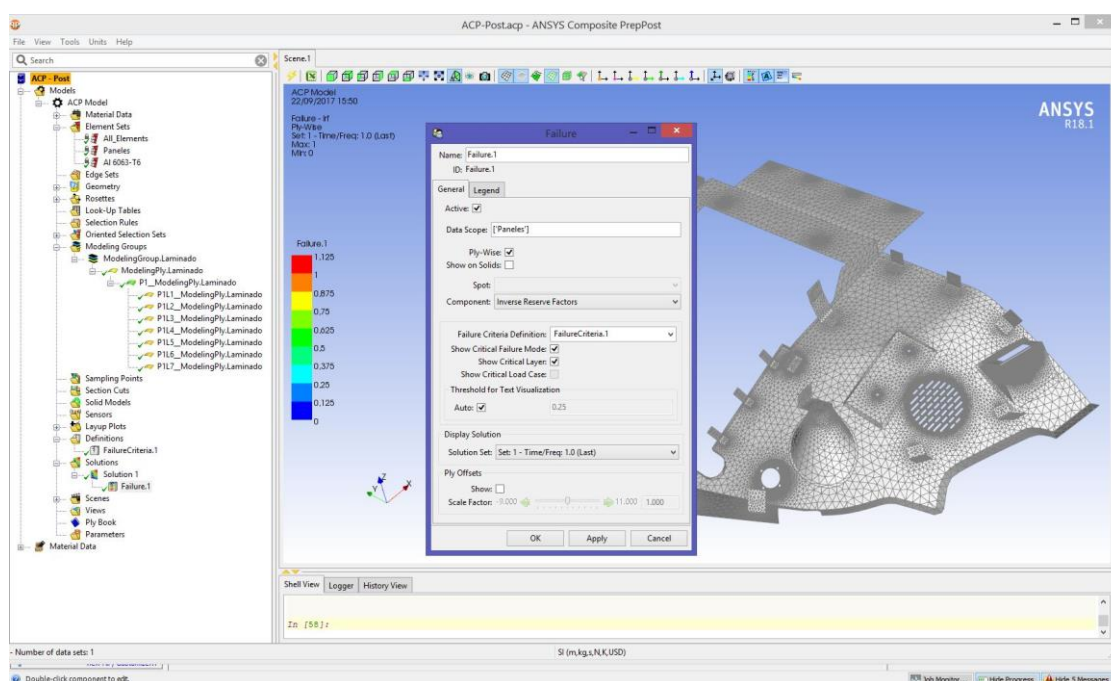 ACP-Post.acp - ANSYS Composite PrepPost
File View Tools Units Help
Search
ACP - Post
Models
ACP Model
Material Data
Element Sets
All_Elements
Paneles
Al 6063-T6
Edge Sets
Geometry
Rosettes
Look-Up Tables
Selection Rules
Oriented Selection Sets
Modeling Groups
ModelingGroup.Laminado
ModelingPly.Laminado
P1__ModelingPly.Laminado
P1L1__ModelingPly.Laminado
P1L2__ModelingPly.Laminado
P1L3__ModelingPly.Laminado
P1L4__ModelingPly.Laminado
P1L5__ModelingPly.Laminado
P1L6__ModelingPly.Laminado
P1L7__ModelingPly.Laminado
Sampling Points
Section Cuts
Solid Models
Sensors
Layup Plots
Definitions
FailureCriteria.1
Solutions
Solution 1
Failure.1
Scenes
Views
Ply Book
Parameters
Material Data
Scene.1
ACP Model
22/09/2017 15:50
Failure - irf
Ply-Wise
Set: 1 - Time/Freq: 1.0 (Last)
Max: 1
Min: 0
ANSYS
R18.1
Failure.1
1,125
1
0,875
0,75
0,625
0,5
0,375
0,25
0,125
0
Z
Y
X
Failure
Name: Failure.1
ID: Failure.1
General Legend
Active:
Data Scope: ['Paneles']
Ply-Wise:
Show on Solids:
Spot:
Component: Inverse Reserve Factors
Failure Criteria Definition: FailureCriteria.1
Show Critical Failure Mode:
Show Critical Layer:
Show Critical Load Case:
Threshold for Text Visualization
Auto: 0.25
Display Solution
Solution Set: Set: 1 - Time/Freq: 1.0 (Last)
Ply Offsets
Show:
Scale Factor: 11.000 1.000
OK Apply Cancel
Shell View Logger History View
In [58]:
- Number of data sets: 1
SI (m,kg,s,N,K,USD)
Double-click component to edit.
Job Monitor... Hide Progress Hide 5 Messages